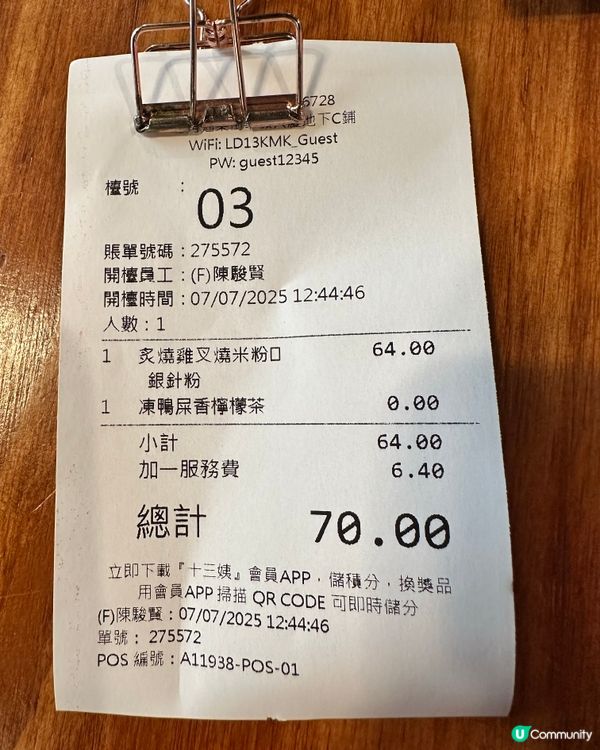 6728
地下C鋪
WiFi: LD13KMK_Guest
PW: guest12345
檯號 : 03
賬單號碼 : 275572
開檯員工 : (F)陳駿賢
開檯時間 : 07/07/2025 12:44:46
人數 : 1
1 炙燒雞叉燒米粉口 64.00
銀針粉
1 凍鴨屎香檸檬茶 0.00
小計 64.00
加一服務費 6.40
總計 70.00
立即下載『十三姨』會員APP，儲積分，換獎品
用會員APP 掃描 QR CODE 可即時儲分
(F)陳駿賢 : 07/07/2025 12:44:46
單號 : 275572
POS 編號 : A11938-POS-01
U Community